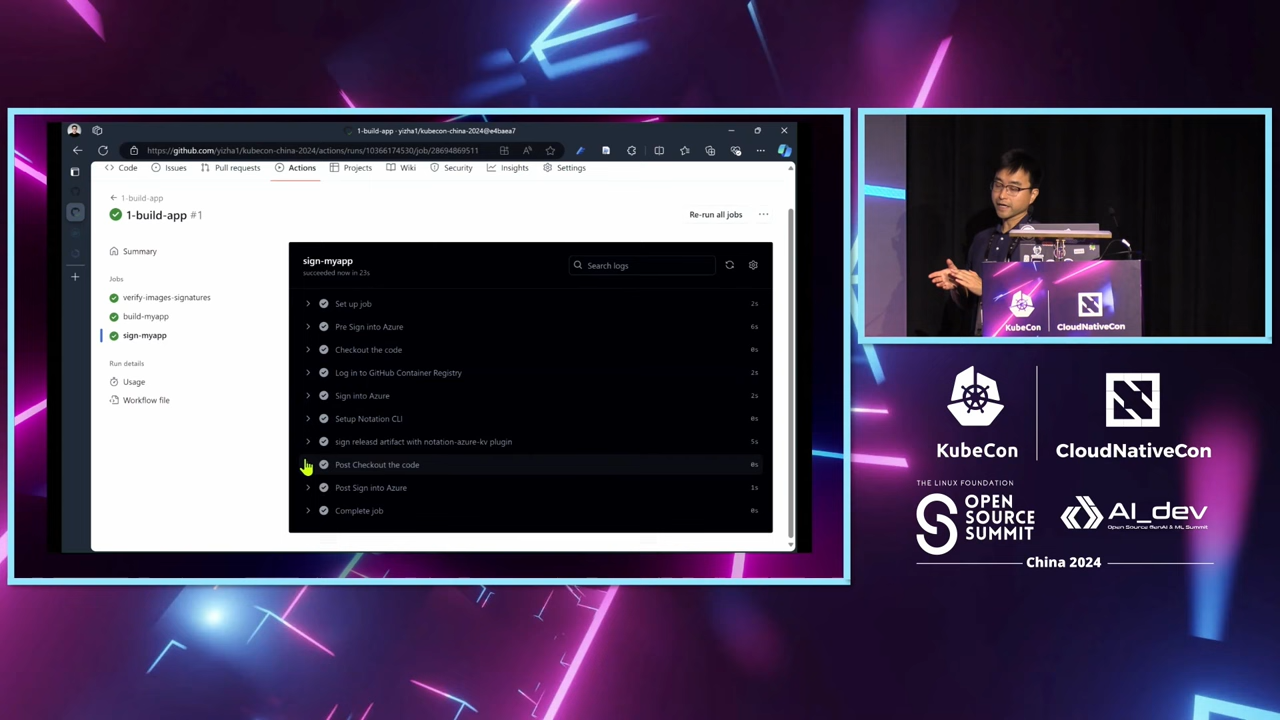 1-build-app · yizha1/kubecon-china-2024@e4baea7
https://github.com/yizha1/kubecon-china-2024/actions/runs/10366174530/job/28694869511
Code Issues Pull requests Actions Projects Wiki Security Insights Settings
1-build-app
1-build-app #1
Re-run all jobs
Summary
Jobs
verify-images-signatures
build-myapp
sign-myapp
Run details
Usage
Workflow file
sign-myapp
succeeded now in 23s
Search logs
Set up job 2s
Pre Sign into Azure 6s
Checkout the code 0s
Log in to GitHub Container Registry 2s
Sign into Azure 2s
Setup Notation CLI 0s
sign releasd artifact with notation-azure-kv plugin 5s
Post Checkout the code 0s
Post Sign into Azure 1s
Complete job 0s
KubeCon CloudNativeCon
KubeCon CloudNativeCon
THE LINUX FOUNDATION
OPEN
SOURCE
SUMMIT
AI_dev
Open Source GenAI & ML Summit
China 2024